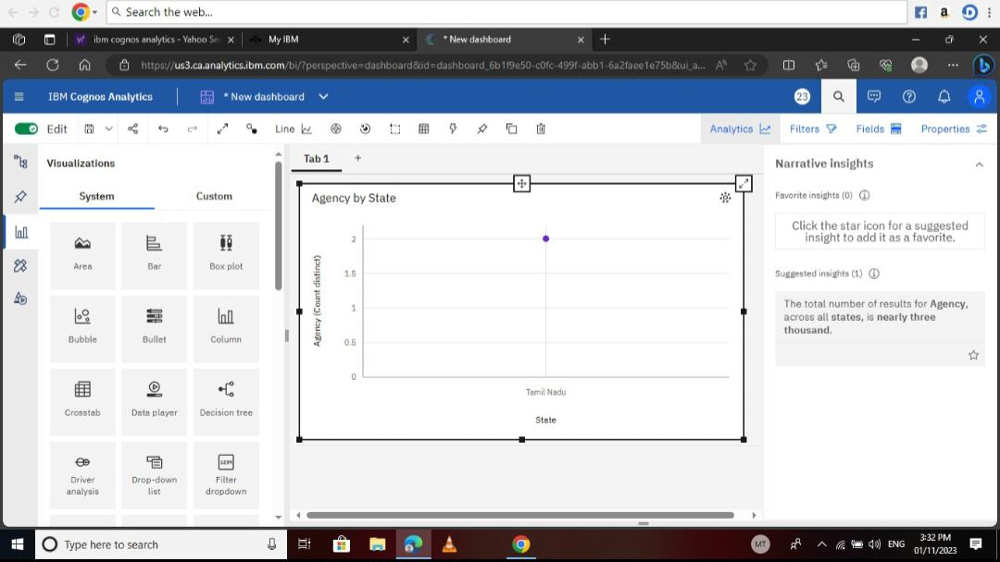 Search the web...
ibm cognos analytics - Yahoo Se
My IBM
* New dashboard
https://us3.ca.analytics.ibm.com/bi/?perspective=dashboard&id=dashboard_6b1f9e50-c0fc-499f-abb1-6a2faee1e75b&ui_a...
IBM Cognos Analytics
* New dashboard
23
Edit
Line
Analytics
Filters
Fields
Properties
Visualizations
System
Custom
Area
Bar
Box plot
Bubble
Bullet
Column
Crosstab
Data player
Decision tree
Driver
analysis
Drop-down
list
Filter
dropdown
Tab 1
Agency by State
Agency (Count distinct)
2
1.5
1
0.5
0
Tamil Nadu
State
Narrative insights
Favorite insights (0)
Click the star icon for a suggested
insight to add it as a favorite.
Suggested insights (1)
The total number of results for Agency,
across all states, is nearly three
thousand.
Type here to search
MT
ENG
3:32 PM
01/11/2023